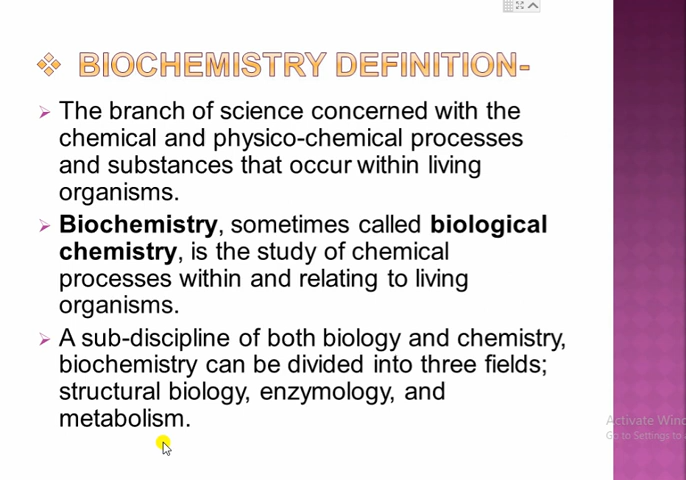 BIOCHEMISTRY DEFINITION-
The branch of science concerned with the
chemical and physico-chemical processes
and substances that occur within living
organisms.
Biochemistry, sometimes called biological
chemistry, is the study of chemical
processes within and relating to living
organisms.
A sub-discipline of both biology and chemistry,
biochemistry can be divided into three fields;
structural biology, enzymology, and
metabolism.
Activate Wind
Go to Settings to